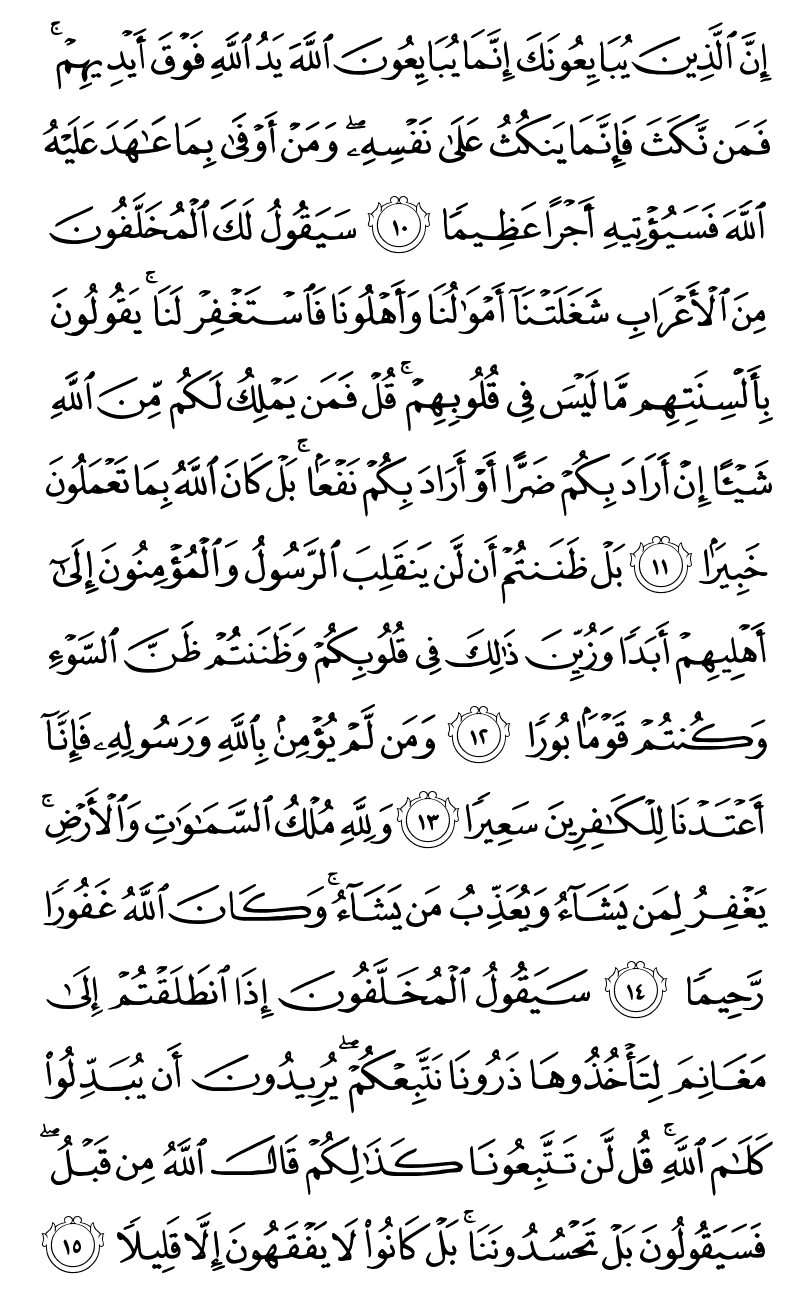 إِنَّ ٱلَّذِينَ يُبَايِعُونَكَ إِنَّمَا يُبَايِعُونَ ٱللَّهَ يَدُ ٱللَّهِ فَوۡقَ أَيۡدِيهِمۡۚ
فَمَن نَّكَثَ فَإِنَّمَا يَنكُثُ عَلَىٰ نَفۡسِهِۦۖ وَمَنۡ أَوۡفَىٰ بِمَا عَٰهَدَ عَلَيۡهُ
ٱللَّهَ فَسَيُؤۡتِيهِ أَجۡرًا عَظِيمٗا ١٠ سَيَقُولُ لَكَ ٱلۡمُخَلَّفُونَ
مِنَ ٱلۡأَعۡرَابِ شَغَلَتۡنَآ أَمۡوَٰلُنَا وَأَهۡلُونَا فَٱسۡتَغۡفِرۡ لَنَاۚ يَقُولُونَ
بِأَلۡسِنَتِهِم مَّا لَيۡسَ فِي قُلُوبِهِمۡۚ قُلۡ فَمَن يَمۡلِكُ لَكُم مِّنَ ٱللَّهِ
شَيۡـًٔا إِنۡ أَرَادَ بِكُمۡ ضَرًّا أَوۡ أَرَادَ بِكُمۡ نَفۡعَۢاۚ بَلۡ كَانَ ٱللَّهُ بِمَا تَعۡمَلُونَ
خَبِيرَۢا ١١ بَلۡ ظَنَنتُمۡ أَن لَّن يَنقَلِبَ ٱلرَّسُولُ وَٱلۡمُؤۡمِنُونَ إِلَىٰٓ
أَهۡلِيهِمۡ أَبَدٗا وَزُيِّنَ ذَٰلِكَ فِي قُلُوبِكُمۡ وَظَنَنتُمۡ ظَنَّ ٱلسَّوۡءِ
وَكُنتُمۡ قَوۡمَۢا بُورٗا ١٢ وَمَن لَّمۡ يُؤۡمِنۢ بِٱللَّهِ وَرَسُولِهِۦ فَإِنَّآ
أَعۡتَدۡنَا لِلۡكَٰفِرِينَ سَعِيرٗا ١٣ وَلِلَّهِ مُلۡكُ ٱلسَّمَٰوَٰتِ وَٱلۡأَرۡضِۚ
يَغۡفِرُ لِمَن يَشَآءُ وَيُعَذِّبُ مَن يَشَآءُۚ وَكَانَ ٱللَّهُ غَفُورٗا
رَّحِيمٗا ١٤ سَيَقُولُ ٱلۡمُخَلَّفُونَ إِذَا ٱنطَلَقۡتُمۡ إِلَىٰ
مَغَانِمَ لِتَأۡخُذُوهَا ذَرُونَا نَتَّبِعۡكُمۡۖ يُرِيدُونَ أَن يُبَدِّلُواْ
كَلَٰمَ ٱللَّهِۚ قُل لَّن تَتَّبِعُونَا كَذَٰلِكُمۡ قَالَ ٱللَّهُ مِن قَبۡلُۖ
فَسَيَقُولُونَ بَلۡ تَحۡسُدُونَنَاۚ بَلۡ كَانُواْ لَا يَفۡقَهُونَ إِلَّا قَلِيلٗا ١٥